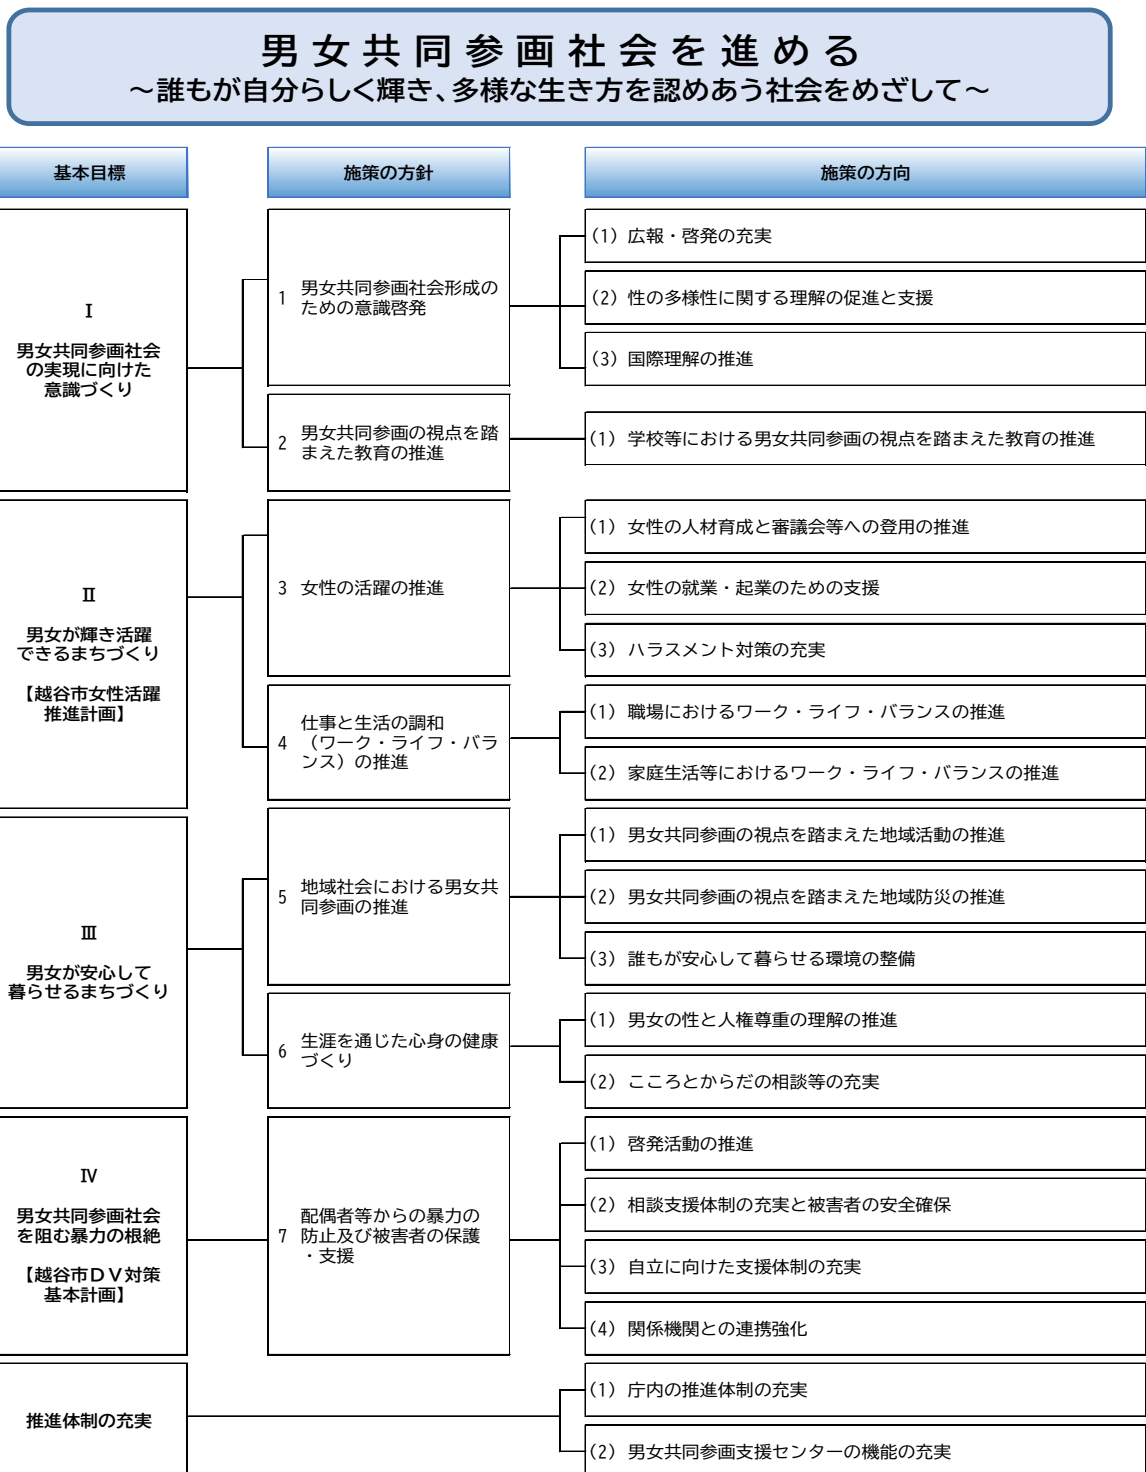 男女共同参画社会を進める
~誰もが自分らしく輝き、多様な生き方を認めあう社会をめざして~
基本目標
施策の方針
施策の方向
Ⅰ
男女共同参画社会
の実現に向けた
意識づくり
1 男女共同参画社会形成の
ための意識啓発
(1) 広報・啓発の充実
(2) 性の多様性に関する理解の促進と支援
(3) 国際理解の推進
2 男女共同参画の視点を踏
まえた教育の推進
(1) 学校等における男女共同参画の視点を踏まえた教育の推進
Ⅱ
男女が輝き活躍
できるまちづくり
【越谷市女性活躍
推進計画】
3 女性の活躍の推進
(1) 女性の人材育成と審議会等への登用の推進
(2) 女性の就業・起業のための支援
(3) ハラスメント対策の充実
4 仕事と生活の調和
(ワーク・ライフ・バラ
ンス)の推進
(1) 職場におけるワーク・ライフ・バランスの推進
(2) 家庭生活等におけるワーク・ライフ・バランスの推進
Ⅲ
男女が安心して
暮らせるまちづくり
5 地域社会における男女共
同参画の推進
(1) 男女共同参画の視点を踏まえた地域活動の推進
(2) 男女共同参画の視点を踏まえた地域防災の推進
(3) 誰もが安心して暮らせる環境の整備
6 生涯を通じた心身の健康
づくり
(1) 男女の性と人権尊重の理解の推進
(2) こころとからだの相談等の充実
Ⅳ
男女共同参画社会
を阻む暴力の根絶
【越谷市DV対策
基本計画】
7 配偶者等からの暴力の
防止及び被害者の保護
・支援
(1) 啓発活動の推進
(2) 相談支援体制の充実と被害者の安全確保
(3) 自立に向けた支援体制の充実
(4) 関係機関との連携強化
推進体制の充実
(1) 庁内の推進体制の充実
(2) 男女共同参画支援センターの機能の充実